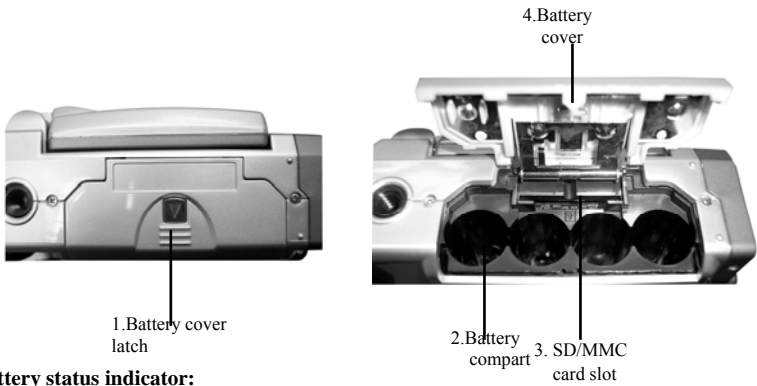 4.Battery
cover
1.Battery cover
latch
2.Battery
compart
3. SD/MMC
card slot
ttery status indicator: